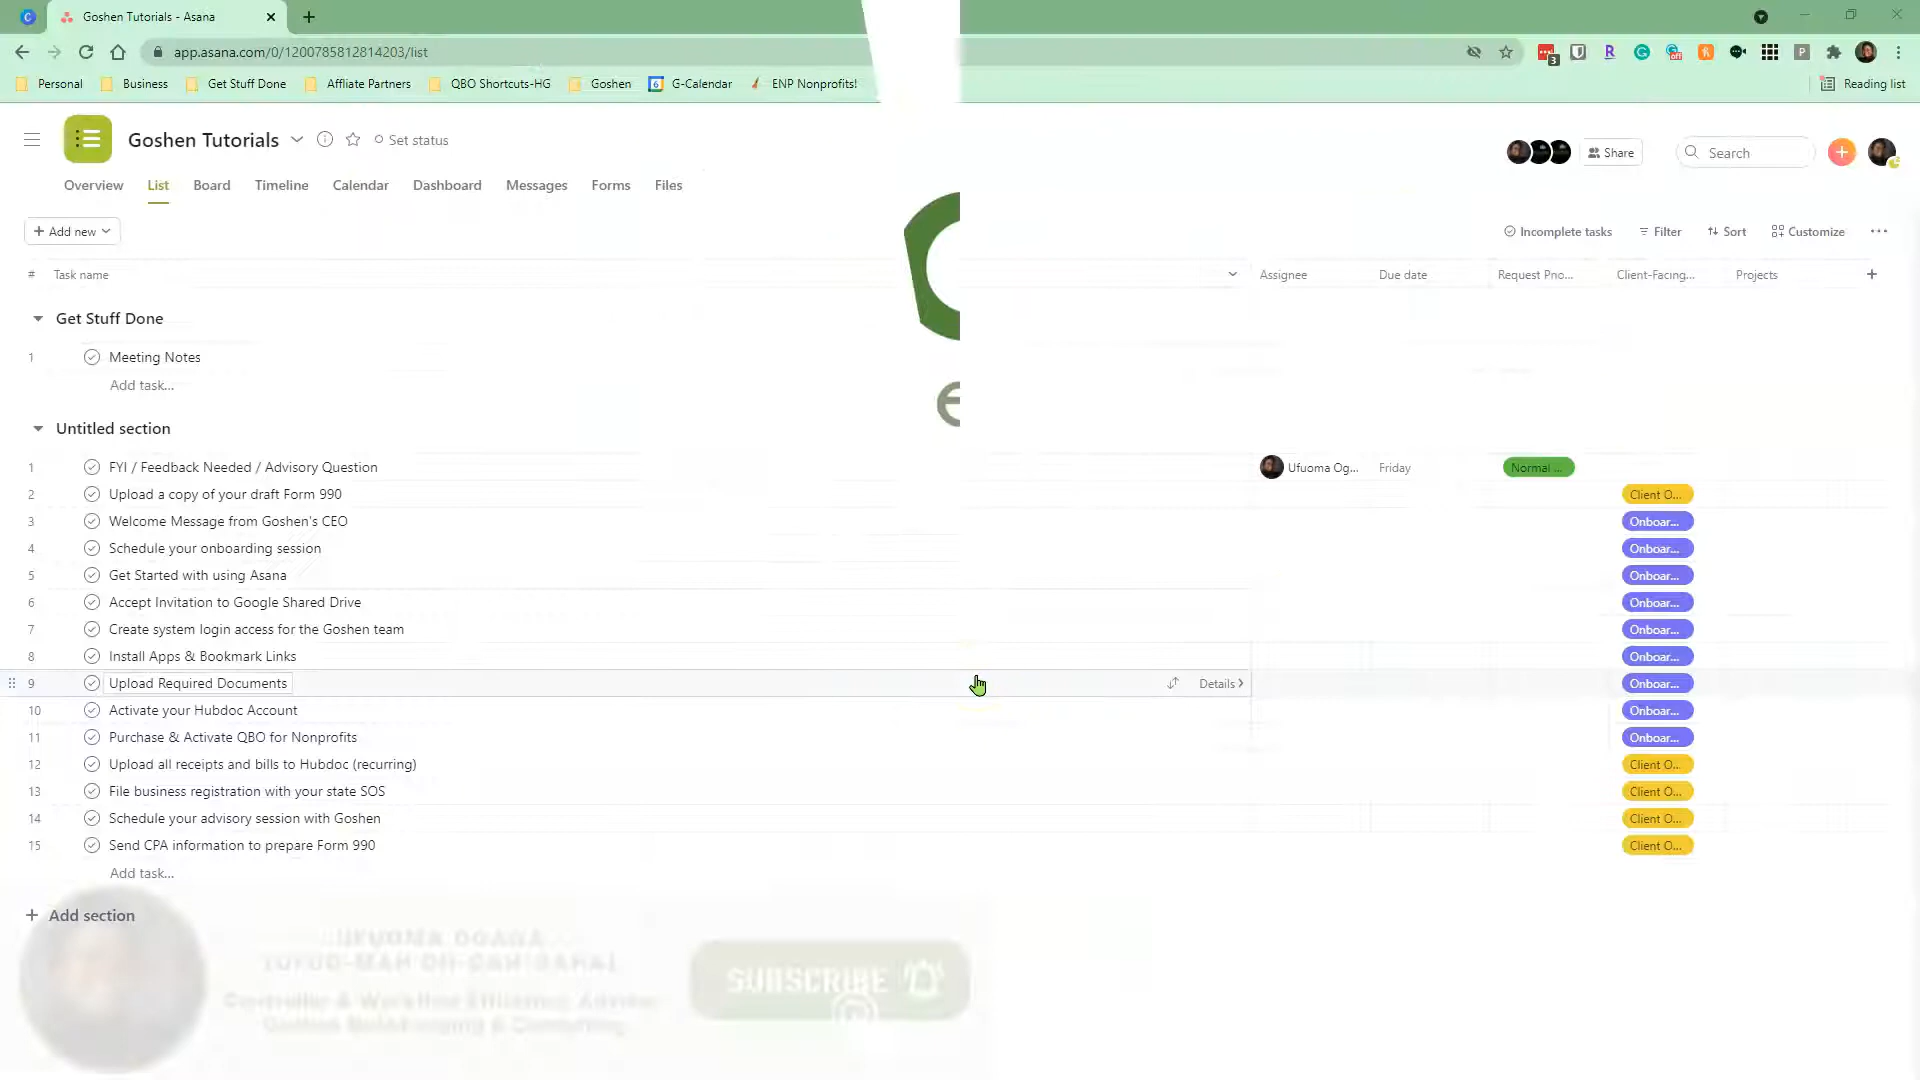 Goshen Tutorials - Asana
app.asana.com/0/1200785812814203/list
3
Personal
Business
Get Stuff Done
Affliate Partners
QBO Shortcuts-HG
Goshen
6
G-Calendar
ENP Nonprofits!
Reading list
Goshen Tutorials
Set status
Share
Search
Overview
List
Board
Timeline
Calendar
Dashboard
Messages
Forms
Files
Add new
Incomplete tasks
Filter
Sort
Customize
# Task name
Assignee
Due date
Request Prio...
Client-Facing...
Projects
Get Stuff Done
1 Meeting Notes
Add task...
Untitled section
1 FYI / Feedback Needed / Advisory Question Ufuoma Og... Friday Normal ...
2 Upload a copy of your draft Form 990 Client O...
3 Welcome Message from Goshen's CEO Onboar...
4 Schedule your onboarding session Onboar...
5 Get Started with using Asana Onboar...
6 Accept Invitation to Google Shared Drive Onboar...
7 Create system login access for the Goshen team Onboar...
8 Install Apps & Bookmark Links Onboar...
9 Upload Required Documents Details Onboar...
10 Activate your Hubdoc Account Onboar...
11 Purchase & Activate QBO for Nonprofits Onboar...
12 Upload all receipts and bills to Hubdoc (recurring) Client O...
13 File business registration with your state SOS Client O...
14 Schedule your advisory session with Goshen Client O...
15 Send CPA information to prepare Form 990 Client O...
Add task...
Add section
SUBSCRIBE